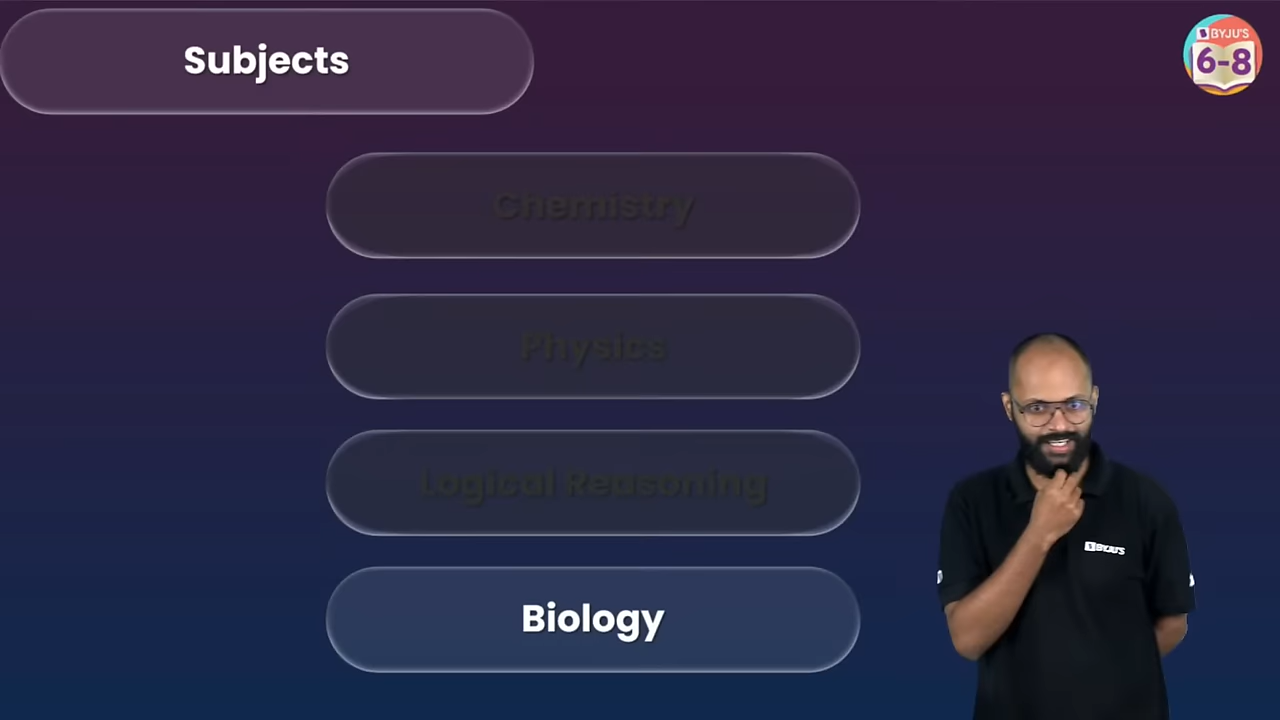 Subjects
BYJU'S
6-8
Chemistry
Physics
Logical Reasoning
Biology
BYJU'S